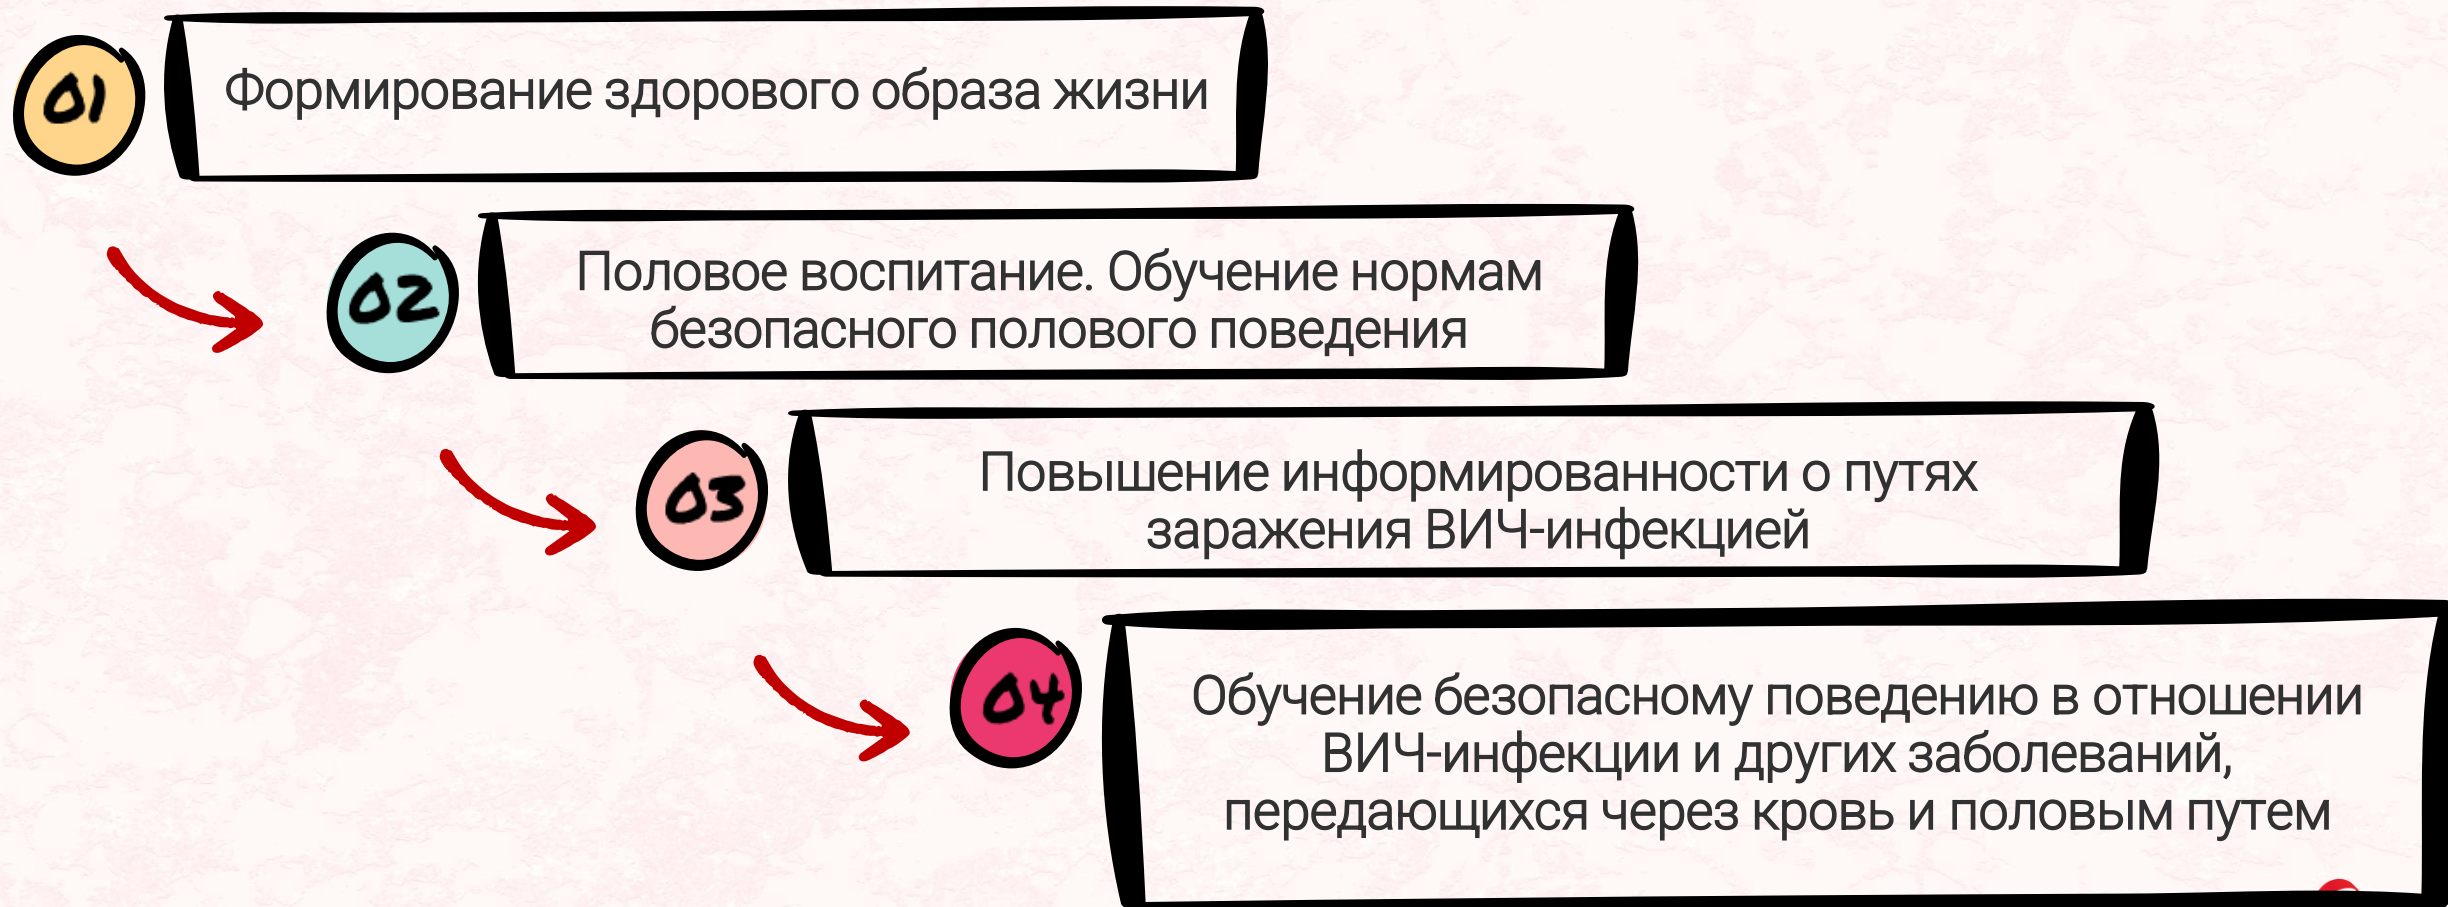 01
Формирование здорового образа жизни
02
Половое воспитание. Обучение нормам
безопасного полового поведения
03
Повышение информированности о путях
заражения ВИЧ-инфекцией
04
Обучение безопасному поведению в отношении
ВИЧ-инфекции и других заболеваний,
передающихся через кровь и половым путем